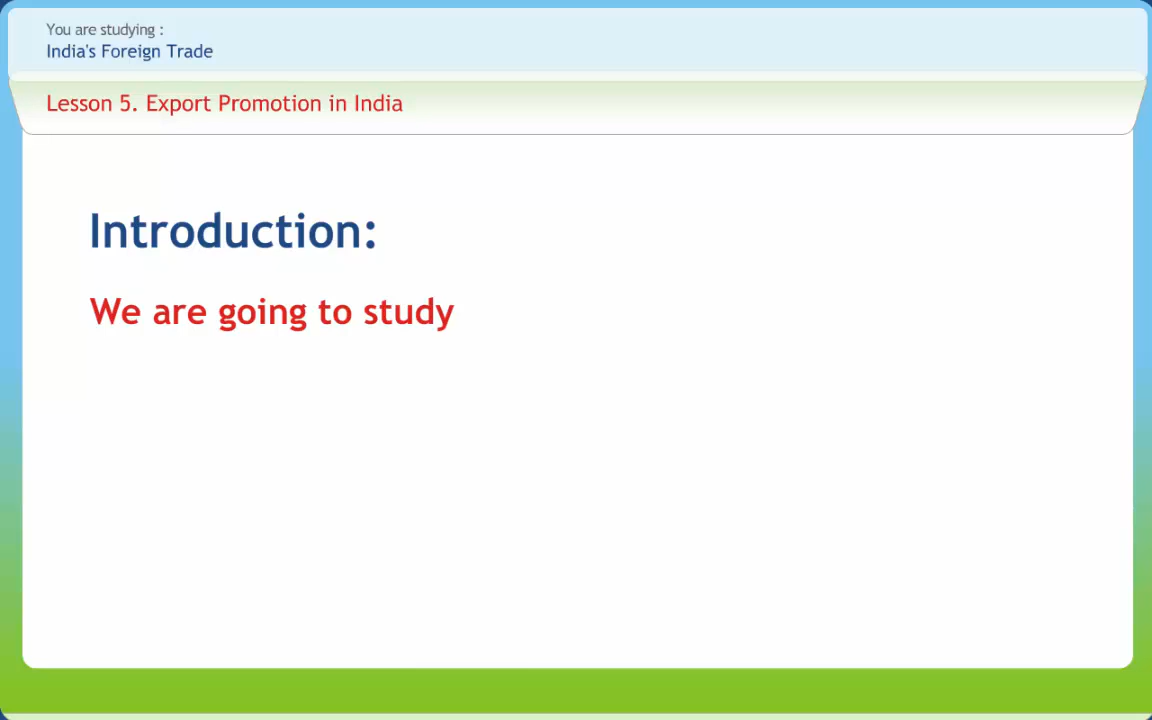 You are studying :
India's Foreign Trade
Lesson 5. Export Promotion in India
Introduction:
We are going to study